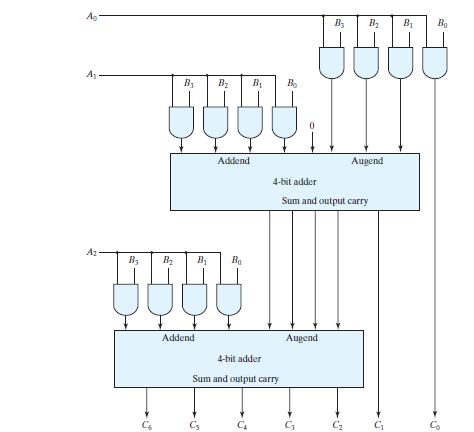 A₀
B₃ B₂ B₁ B₀
A₁
B₃ B₂ B₁ B₀
0
Addend Augend
4-bit adder
Sum and output carry
A₂
B₃ B₂ B₁ B₀
Addend Augend
4-bit adder
Sum and output carry
C₆ C₅ C₄ C₃ C₂ C₁ C₀